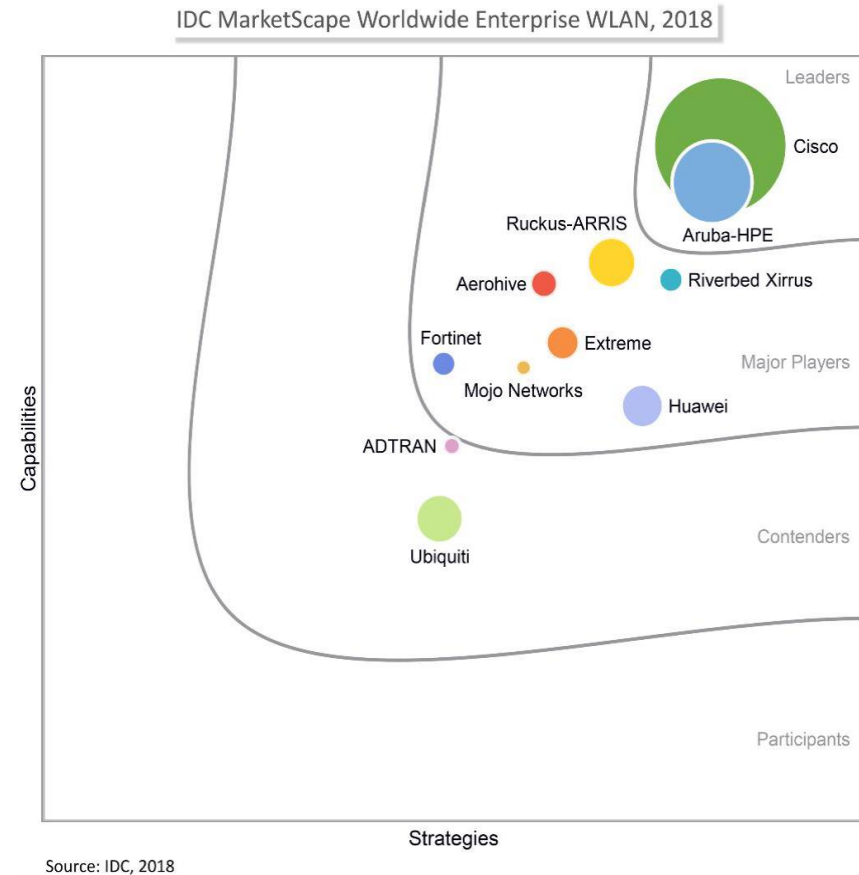 IDC MarketScape Worldwide Enterprise WLAN, 2018
Leaders
Cisco
Aruba-HPE
Ruckus-ARRIS
Riverbed Xirrus
Aerohive
Fortinet
Extreme
Major Players
Mojo Networks
Huawei
ADTRAN
Capabilities
Contenders
Ubiquiti
Participants
Strategies
Source: IDC, 2018